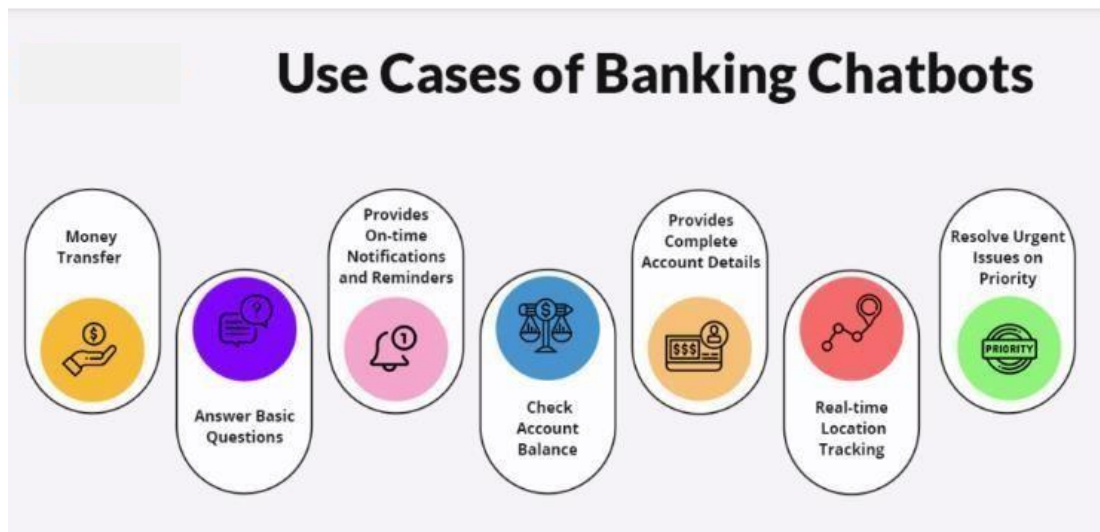 Use Cases of Banking Chatbots
Money
Transfer
$
?
Answer Basic
Questions
Provides
On-time
Notifications
and Reminders
1
$
Check
Account
Balance
Provides
Complete
Account Details
$$$
Real-time
Location
Tracking
Resolve Urgent
Issues on
Priority
PRIORITY